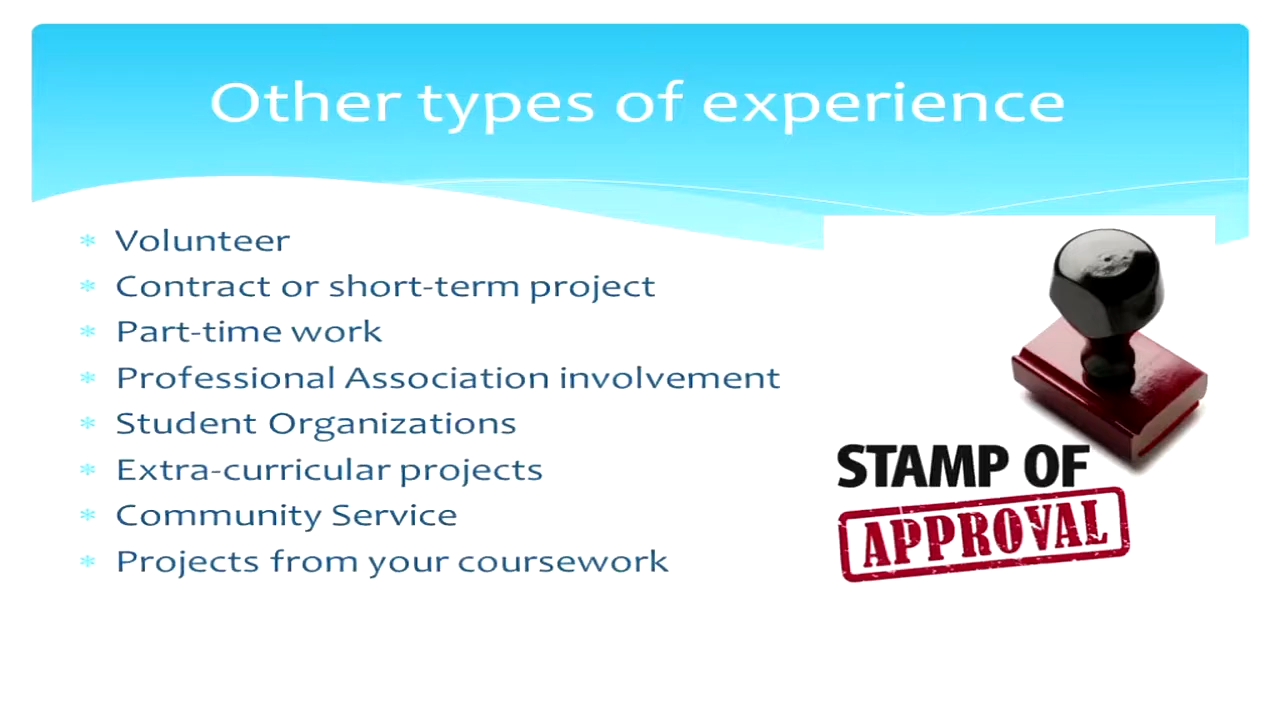 Other types of experience
* Volunteer
* Contract or short-term project
* Part-time work
* Professional Association involvement
* Student Organizations
* Extra-curricular projects
* Community Service
* Projects from your coursework
STAMP OF
APPROVAL